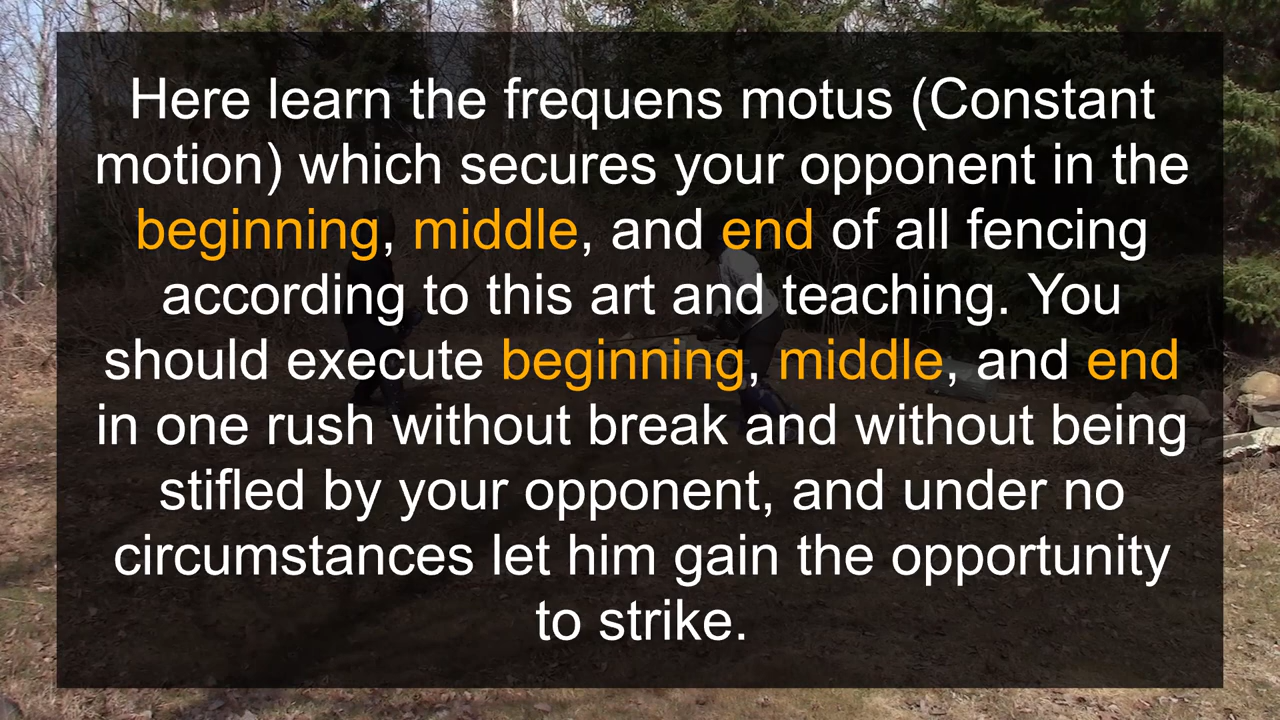 Here learn the frequens motus (Constant
motion) which secures your opponent in the
beginning, middle, and end of all fencing
according to this art and teaching. You
should execute beginning, middle, and end
in one rush without break and without being
stifled by your opponent, and under no
circumstances let him gain the opportunity
to strike.